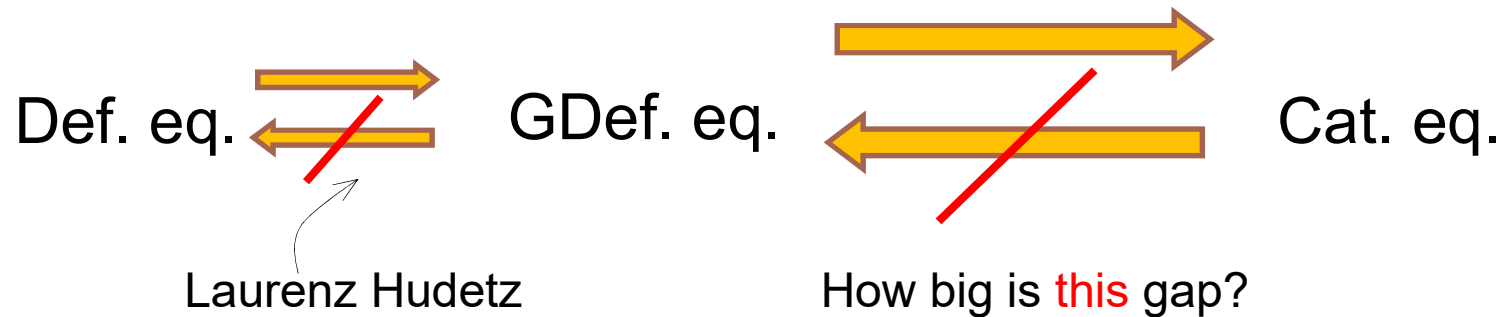 Def. eq. GDef. eq. Cat. eq.
Laurenz Hudetz How big is this gap?